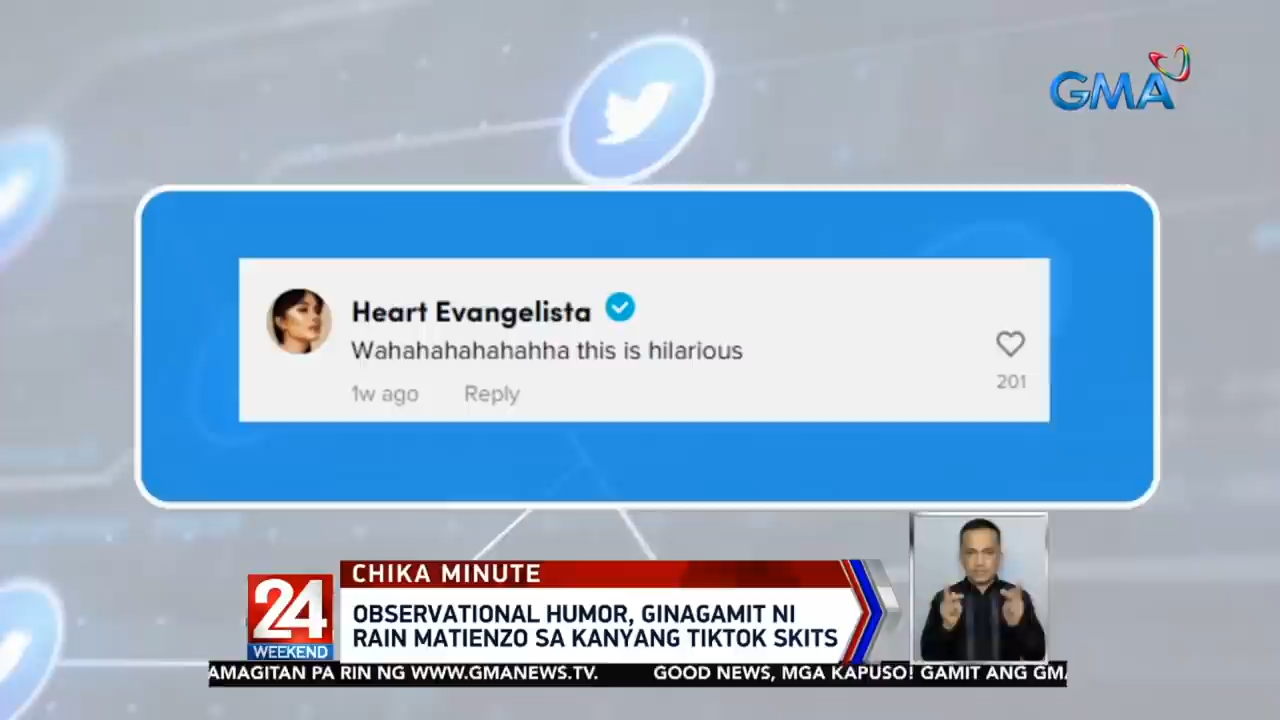 GMA
Heart Evangelista
Wahahahahahahha this is hilarious
1w ago Reply
201
CHIKA MINUTE
24
WEEKEND
OBSERVATIONAL HUMOR, GINAGAMIT NI
RAIN MATIENZO SA KANYANG TIKTOK SKITS
AMAGITAN PA RIN NG WWW.GMANEWS.TV. GOOD NEWS, MGA KAPUSO! GAMIT ANG GMA